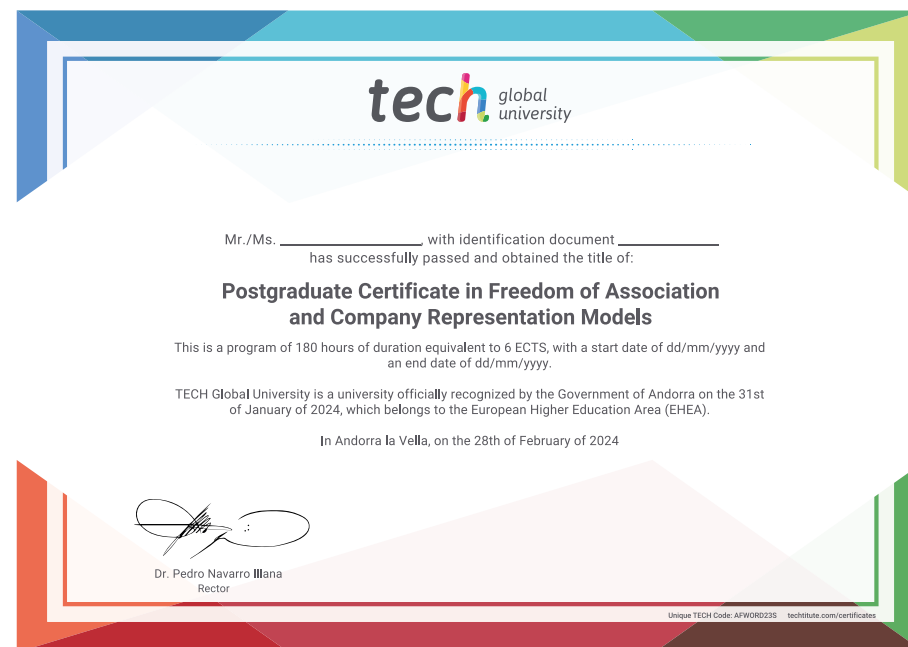 tech global
university
Mr./Ms. ____________, with identification document ____________
has successfully passed and obtained the title of:
Postgraduate Certificate in Freedom of Association
and Company Representation Models
This is a program of 180 hours of duration equivalent to 6 ECTS, with a start date of dd/mm/yyyy and
an end date of dd/mm/yyyy.
TECH Global University is a university officially recognized by the Government of Andorra on the 31st
of January of 2024, which belongs to the European Higher Education Area (EHEA).
In Andorra la Vella, on the 28th of February of 2024
Dr. Pedro Navarro Illana
Rector
Unique TECH Code: AFWORD23S techtitute.com/certificates